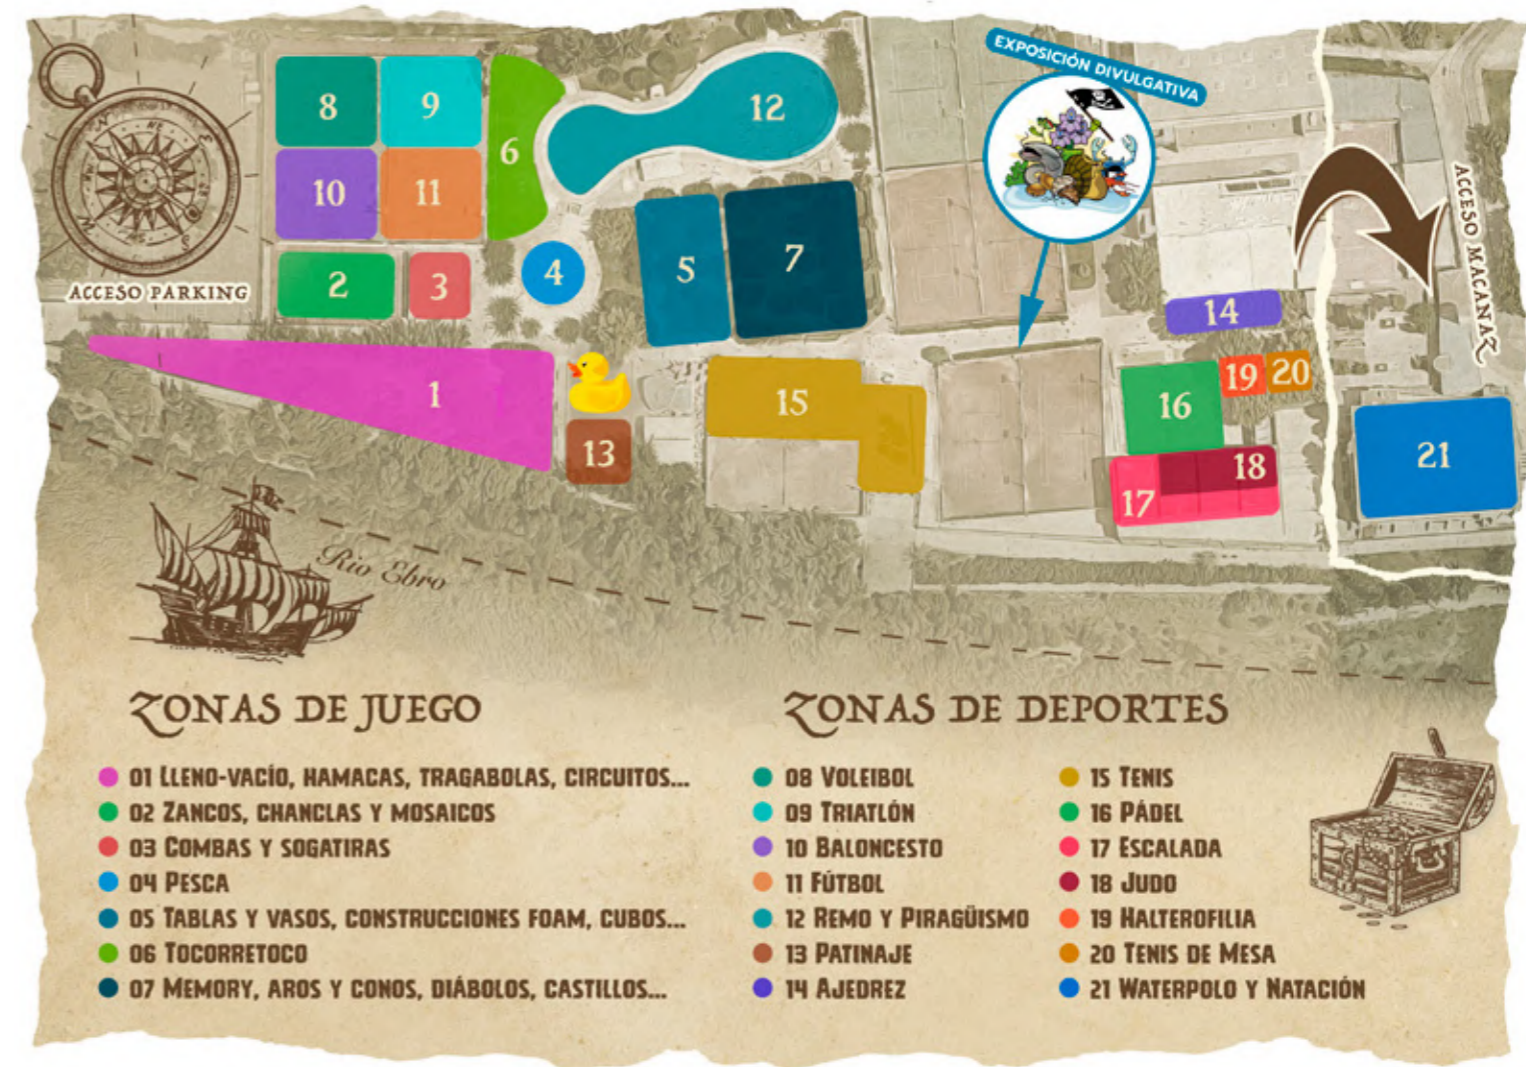 EXPOSICIÓN DIVULGATIVA
8
9
6
12
10
11
2
3
4
5
7
14
ACCESO PARKING
ACCESO MACANAZ
1
15
16
19
20
13
17
18
21
Rio Ebro
ZONAS DE JUEGO
01 LLENO-VACÍO, HAMACAS, TRAGABOLAS, CIRCUITOS...
02 ZANCOS, CHANCLAS Y MOSAICOS
03 COMBAS Y SOGATIRAS
04 PESCA
05 TABLAS Y VASOS, CONSTRUCCIONES FOAM, CUBOS...
06 TOCORRETOCO
07 MEMORY, AROS Y CONOS, DIÁBOLOS, CASTILLOS...
ZONAS DE DEPORTES
08 VOLEIBOL
09 TRIATLÓN
10 BALONCESTO
11 FÚTBOL
12 REMO Y PIRAGÜISMO
13 PATINAJE
14 AJEDREZ
15 TENIS
16 PÁDEL
17 ESCALADA
18 JUDO
19 HALTEROFILIA
20 TENIS DE MESA
21 WATERPOLO Y NATACIÓN